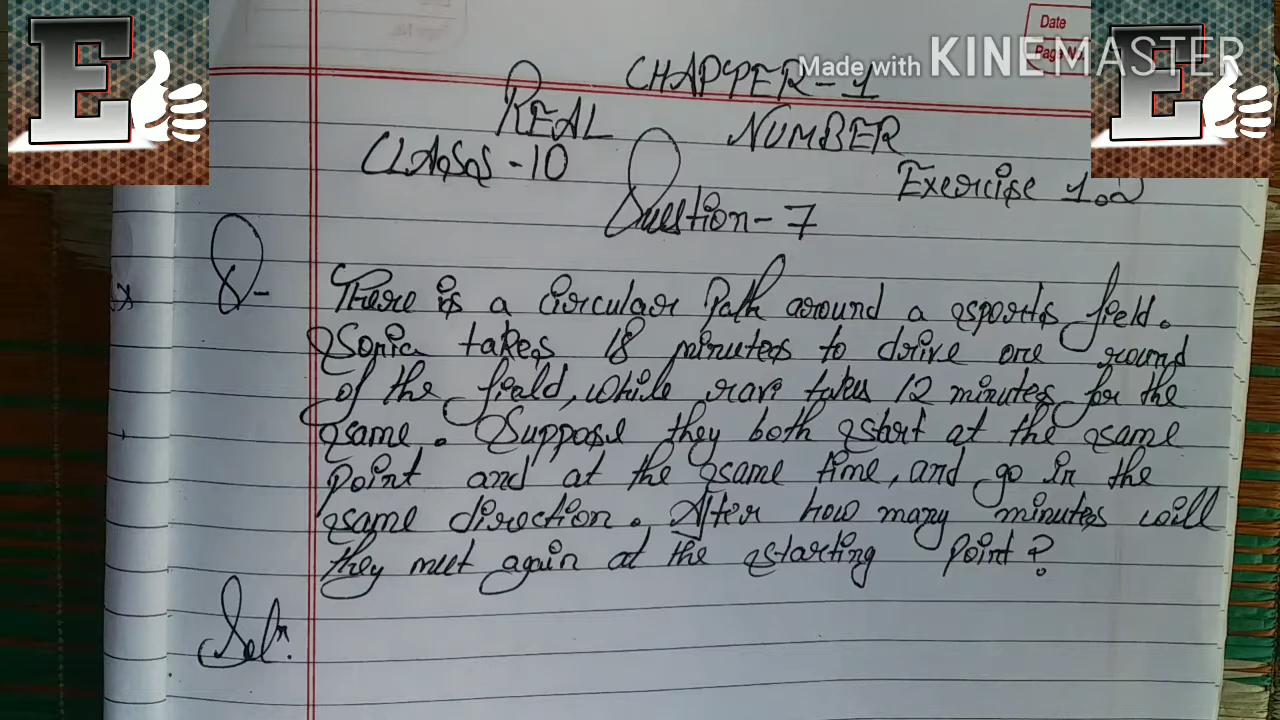 Date
Page No.
Made with KINEMASTER
E
E
CHAPTER-1
REAL NUMBER
CLASS-10
Exercise 1.2
Question-7
Q- There is a circular path around a sports field.
Sonia takes 18 minutes to drive one round
of the field, while ravi takes 12 minutes for the
same. Suppose they both start at the same
point and at the same time, and go in the
same direction. After how many minutes will
they meet again at the starting point?
Solⁿ.